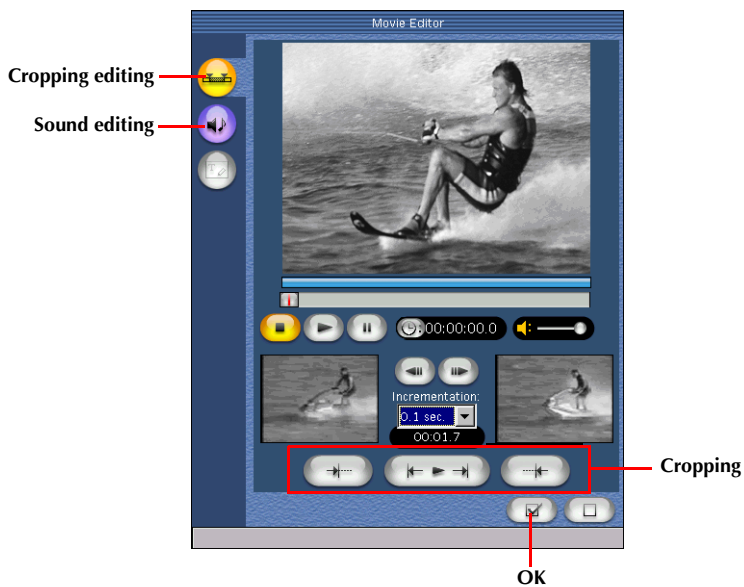 Movie Editor
Cropping editing
Sound editing
T
:00:00:00.0
Incrementation:
0.1 sec.
00:01.7
Cropping
OK